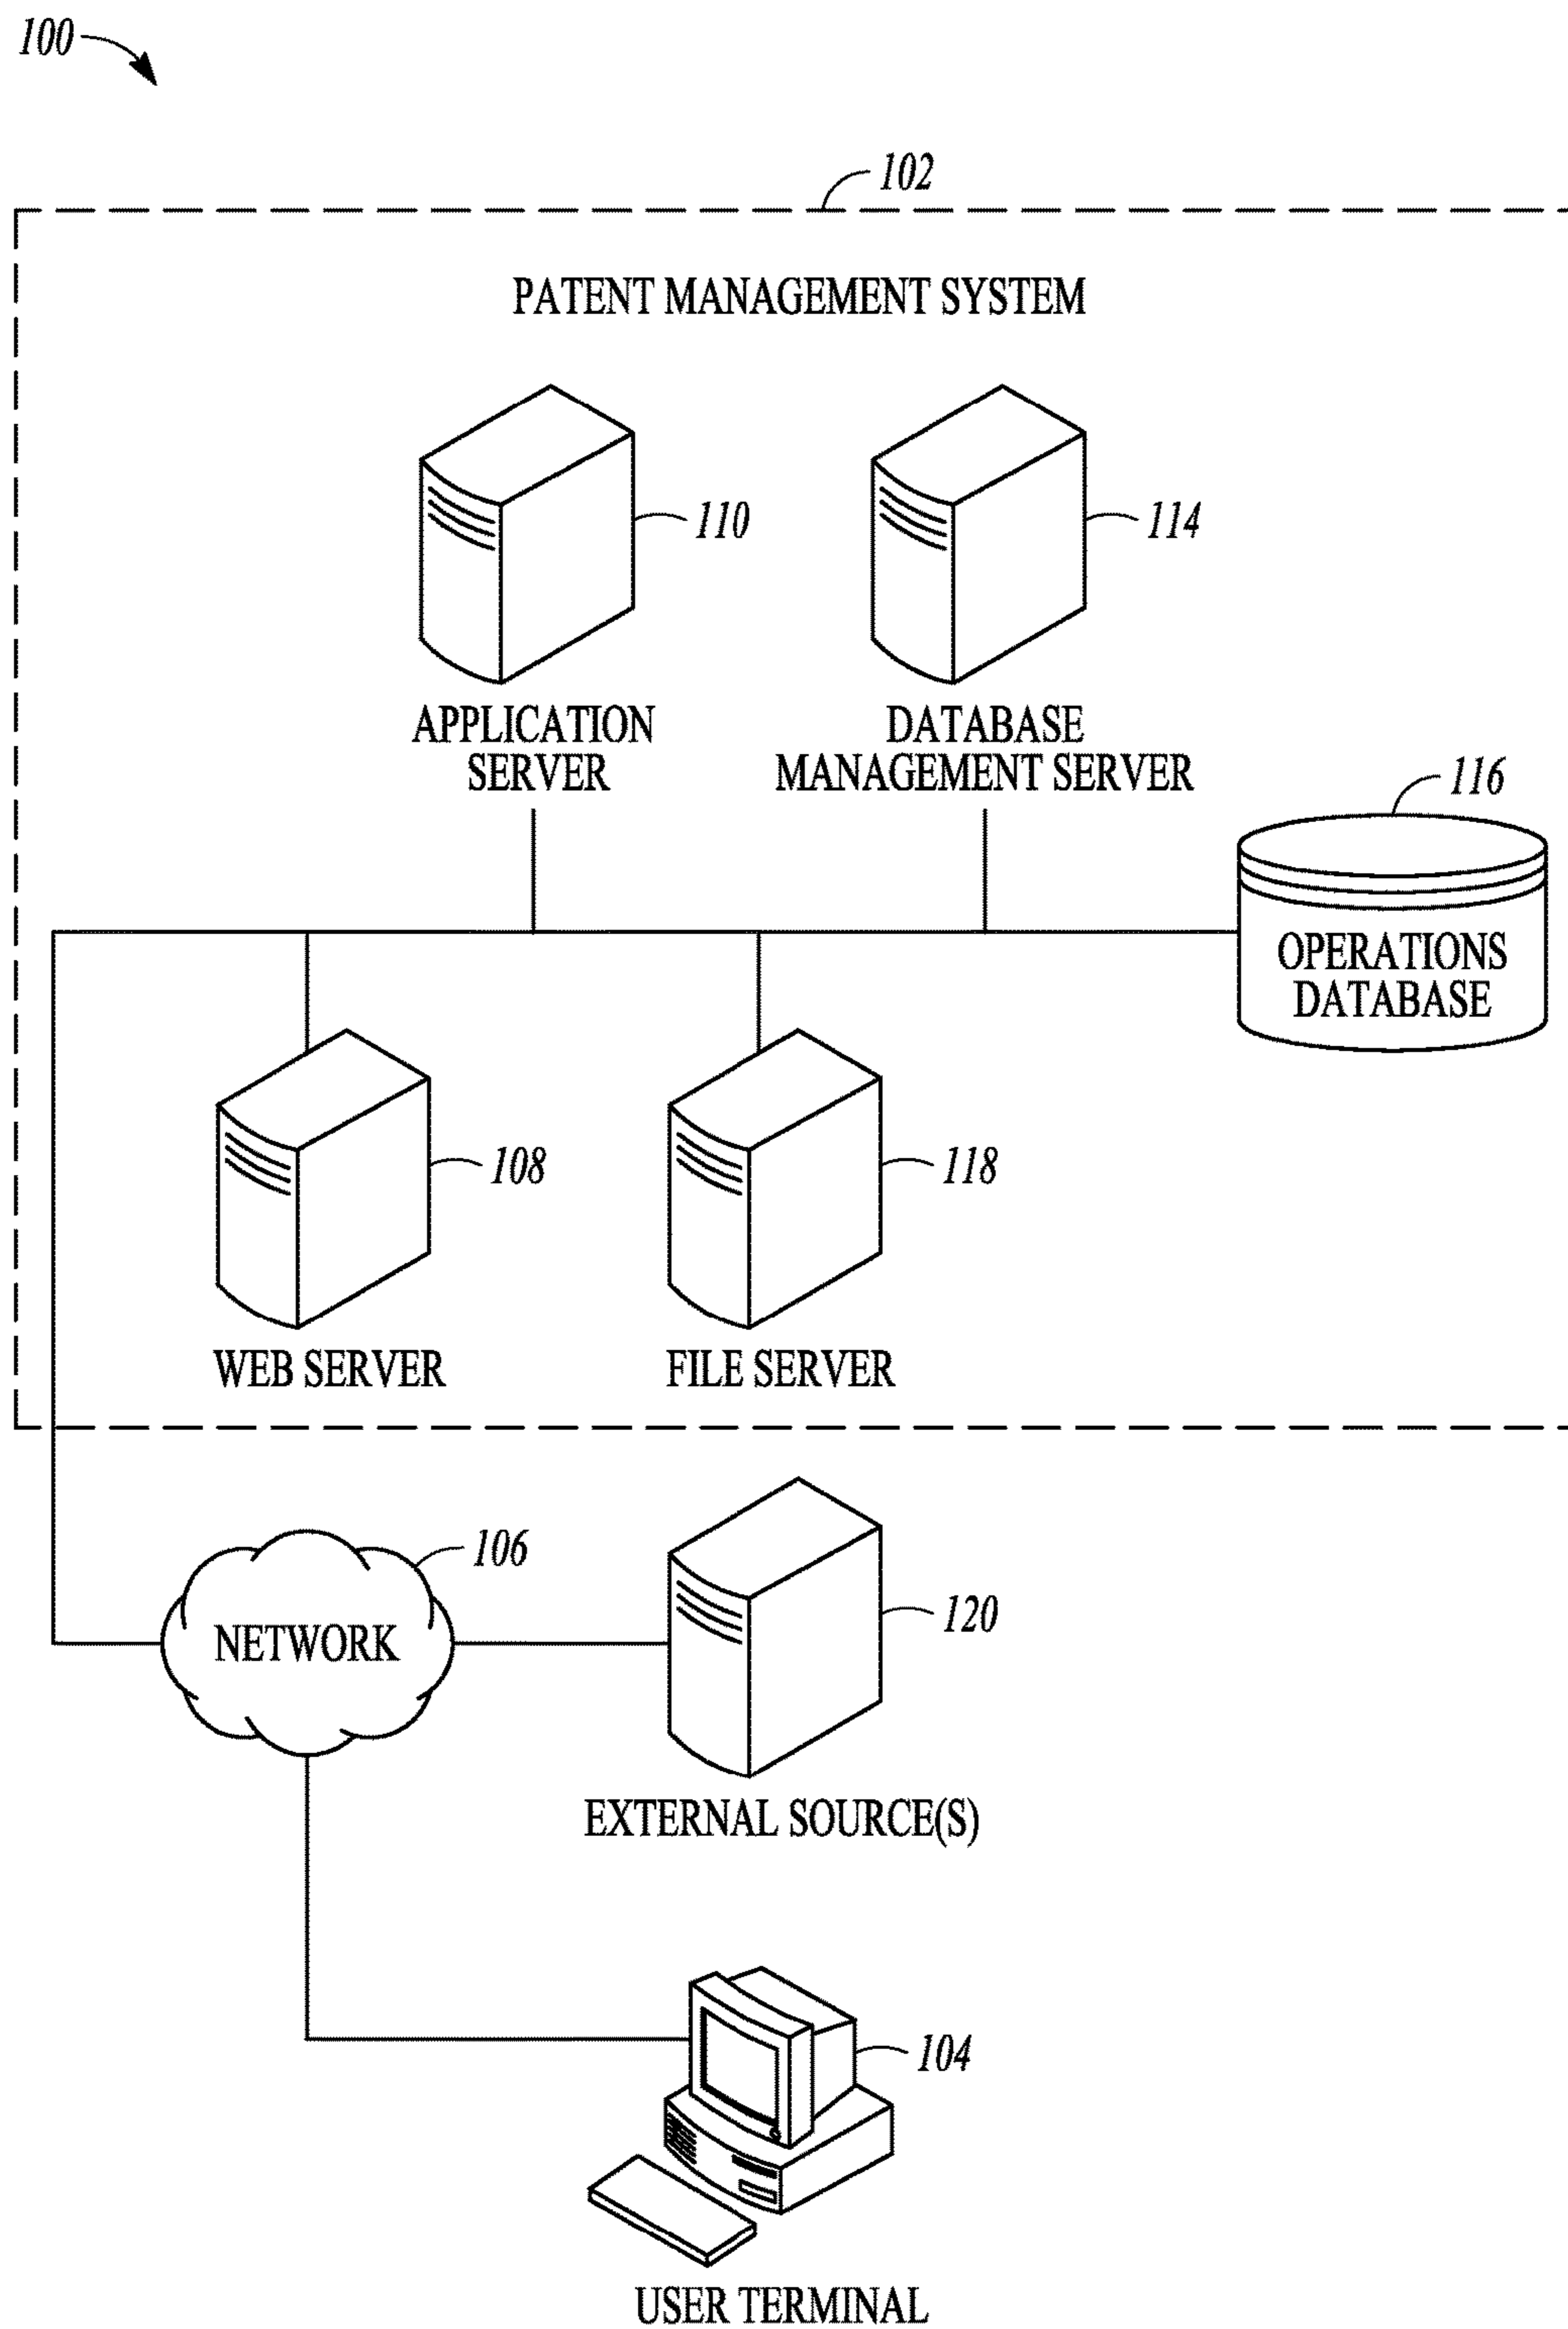 100
102
PATENT MANAGEMENT SYSTEM
110
114
APPLICATION
SERVER
DATABASE
MANAGEMENT SERVER
116
OPERATIONS
DATABASE
108
118
WEB SERVER
FILE SERVER
106
NETWORK
120
EXTERNAL SOURCE(S)
104
USER TERMINAL